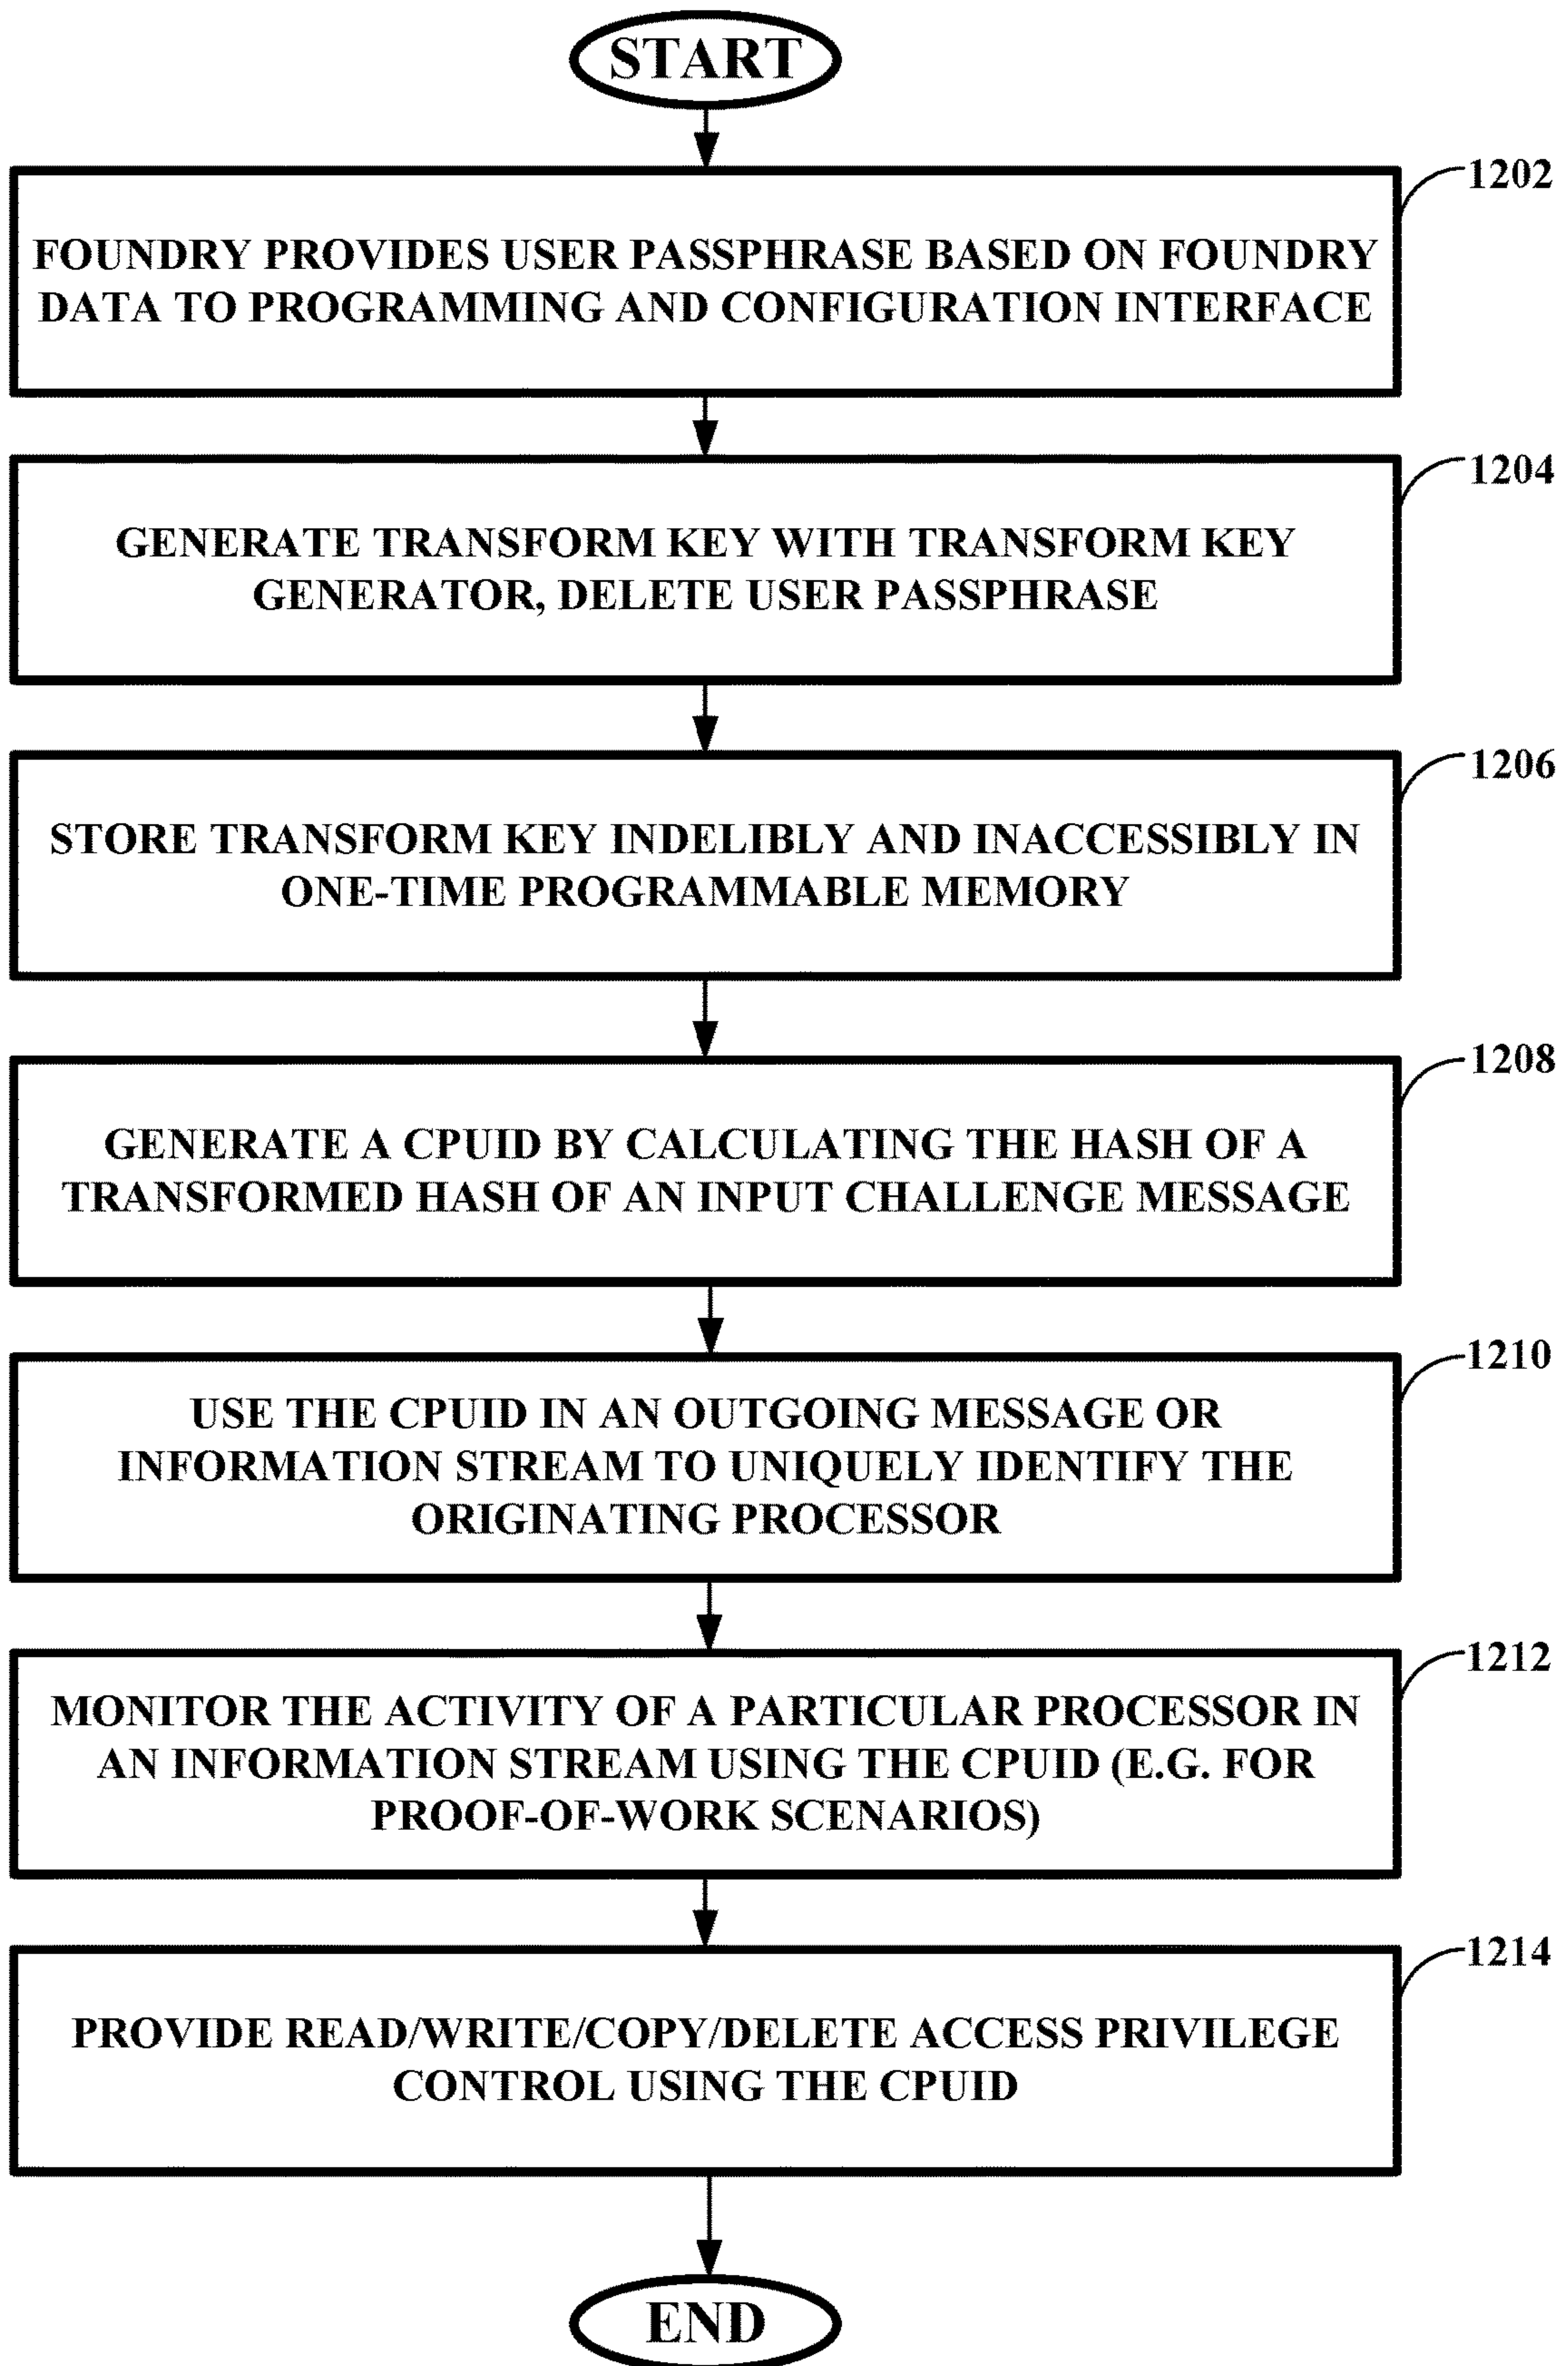 START
1202
FOUNDRY PROVIDES USER PASSPHRASE BASED ON FOUNDRY
DATA TO PROGRAMMING AND CONFIGURATION INTERFACE
1204
GENERATE TRANSFORM KEY WITH TRANSFORM KEY
GENERATOR, DELETE USER PASSPHRASE
1206
STORE TRANSFORM KEY INDELIBLY AND INACCESSIBLY IN
ONE-TIME PROGRAMMABLE MEMORY
1208
GENERATE A CPUID BY CALCULATING THE HASH OF A
TRANSFORMED HASH OF AN INPUT CHALLENGE MESSAGE
1210
USE THE CPUID IN AN OUTGOING MESSAGE OR
INFORMATION STREAM TO UNIQUELY IDENTIFY THE
ORIGINATING PROCESSOR
1212
MONITOR THE ACTIVITY OF A PARTICULAR PROCESSOR IN
AN INFORMATION STREAM USING THE CPUID (E.G. FOR
PROOF-OF-WORK SCENARIOS)
1214
PROVIDE READ/WRITE/COPY/DELETE ACCESS PRIVILEGE
CONTROL USING THE CPUID
END